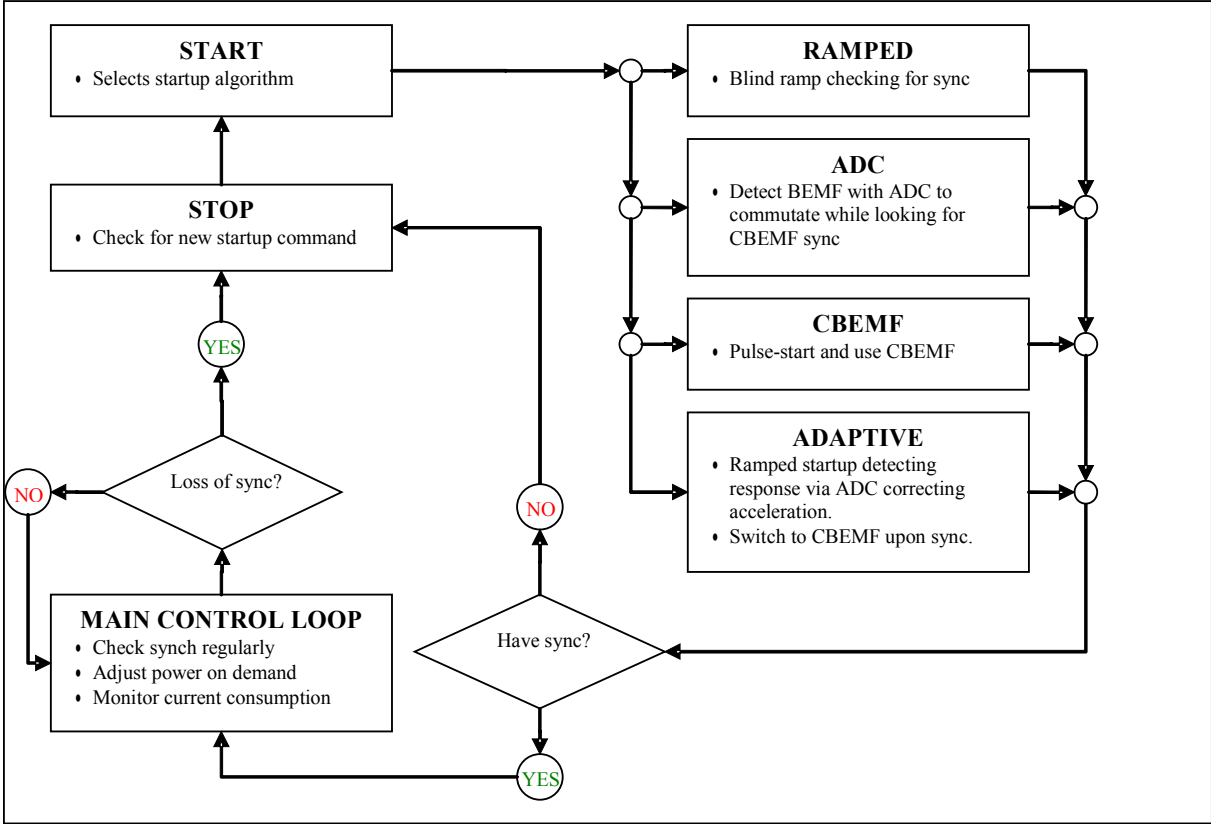 START
• Selects startup algorithm
RAMPED
• Blind ramp checking for sync
ADC
• Detect BEMF with ADC to
commutate while looking for
CBEMF sync
STOP
• Check for new startup command
CBEMF
• Pulse-start and use CBEMF
YES
ADAPTIVE
• Ramped startup detecting
response via ADC correcting
acceleration.
• Switch to CBEMF upon sync.
Loss of sync?
NO
NO
MAIN CONTROL LOOP
• Check synch regularly
• Adjust power on demand
• Monitor current consumption
Have sync?
YES